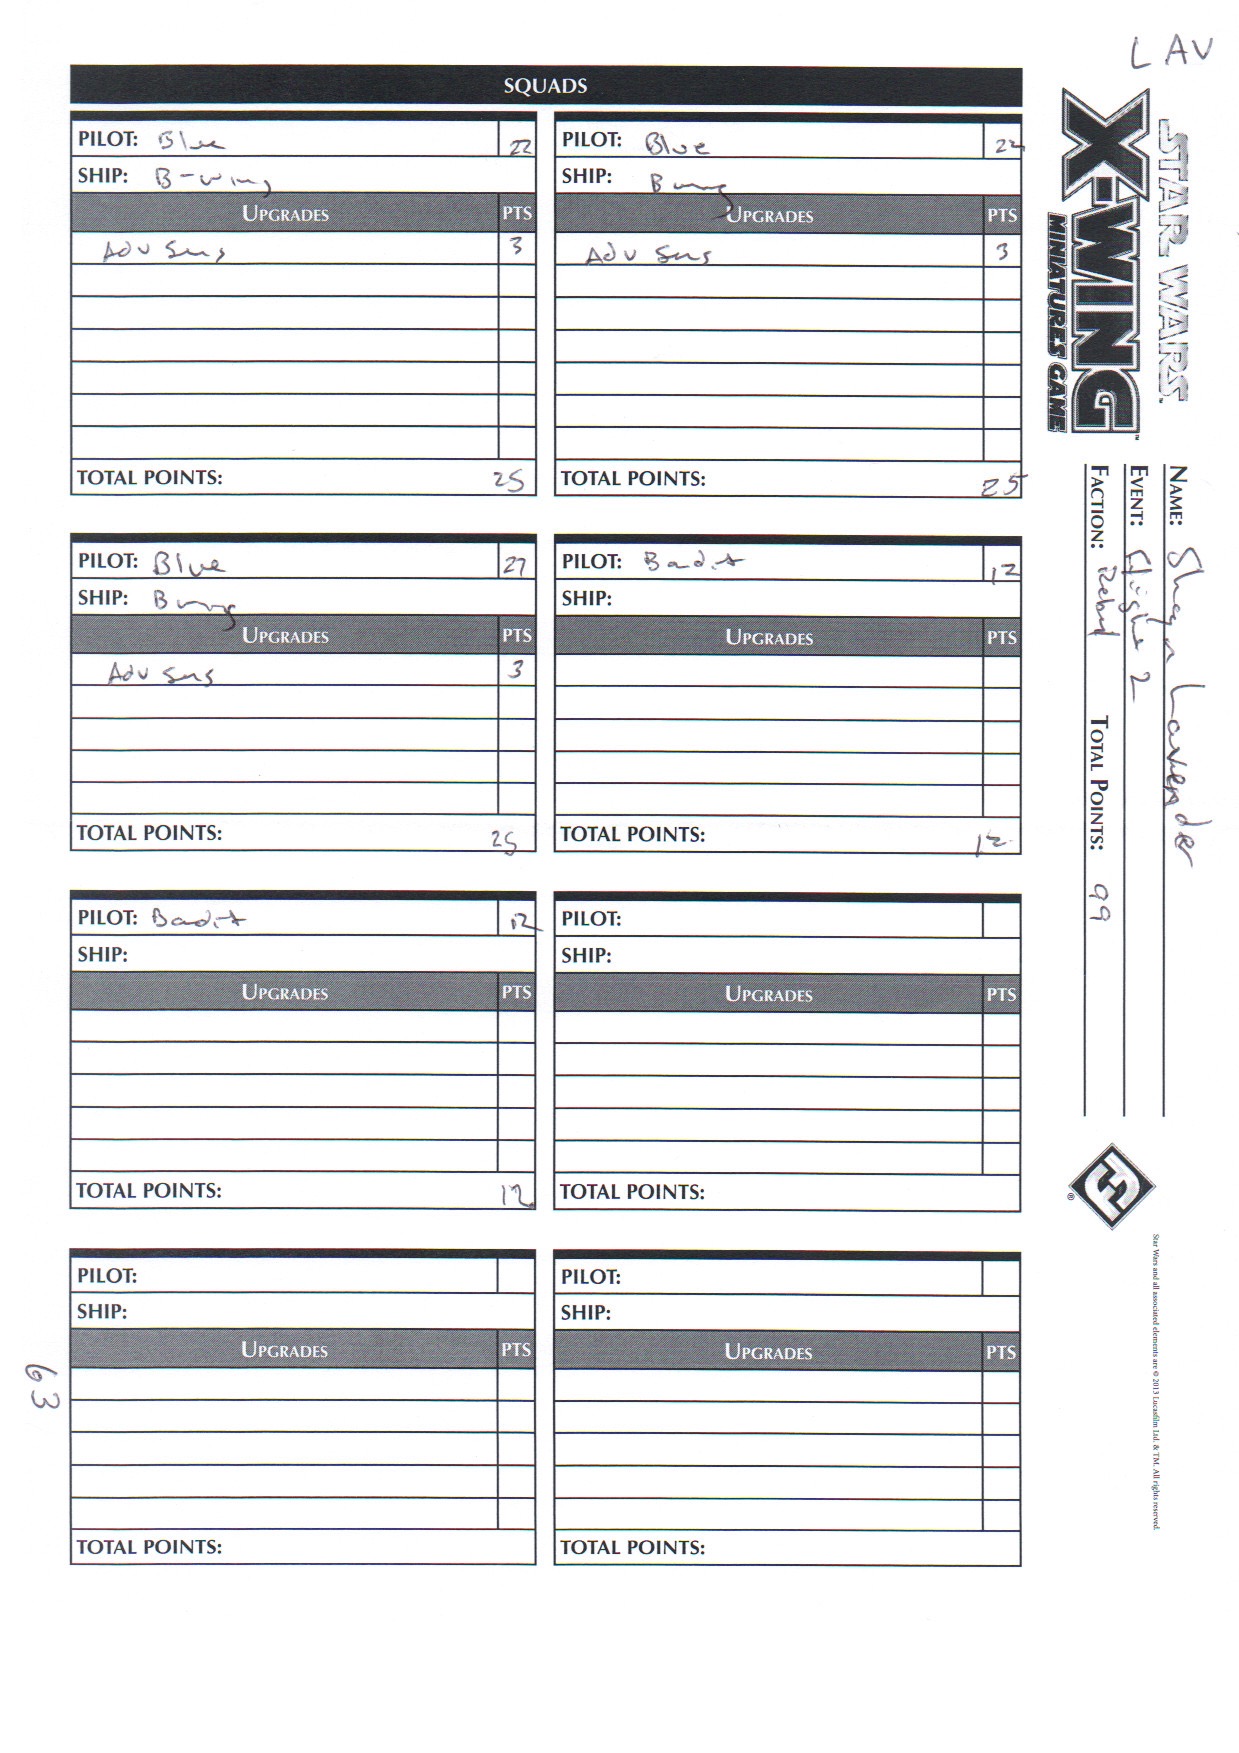 LAV
SQUADS
PILOT: Blue 22
SHIP: B-wing
UPGRADES PTS
Adv Sens 3
TOTAL POINTS: 25
PILOT: Blue 22
SHIP: B wing
UPGRADES PTS
Adv Sens 3
TOTAL POINTS: 25
PILOT: Blue 22
SHIP: B wing
UPGRADES PTS
Adv Sens 3
TOTAL POINTS: 25
PILOT: Bandit 12
SHIP:
UPGRADES PTS
TOTAL POINTS: 12
PILOT: Bandit 12
SHIP:
UPGRADES PTS
TOTAL POINTS: 12
PILOT:
SHIP:
UPGRADES PTS
TOTAL POINTS:
PILOT:
SHIP:
UPGRADES PTS
TOTAL POINTS:
PILOT:
SHIP:
UPGRADES PTS
TOTAL POINTS:
STAR WARS
X-WING
MINIATURES GAME
NAME: Lavender
EVENT: 2
FACTION: Rebel TOTAL POINTS: 99
Star Wars and all associated elements are © 2013 Lucasfilm Ltd. & TM. All rights reserved.
63